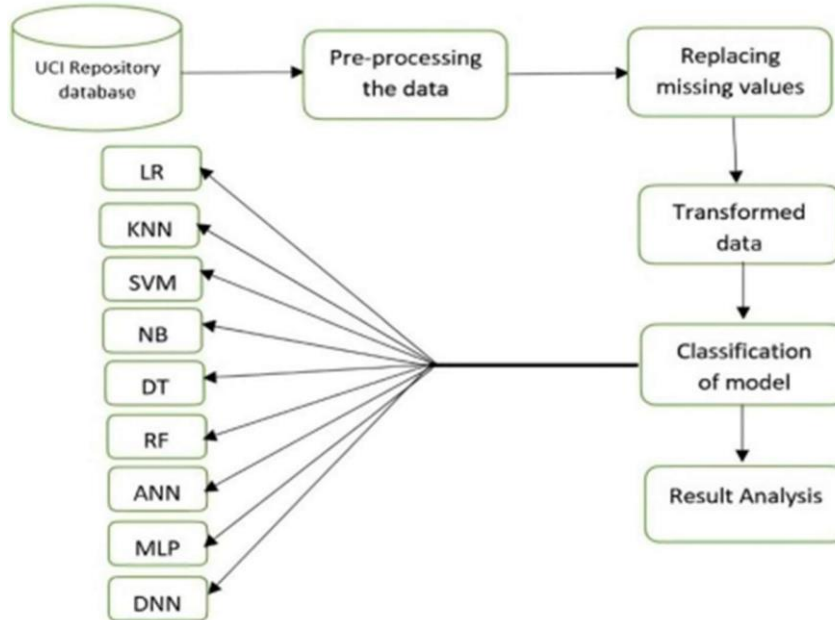 UCI Repository
database
Pre-processing
the data
Replacing
missing values
Transformed
data
Classification
of model
Result Analysis
LR
KNN
SVM
NB
DT
RF
ANN
MLP
DNN